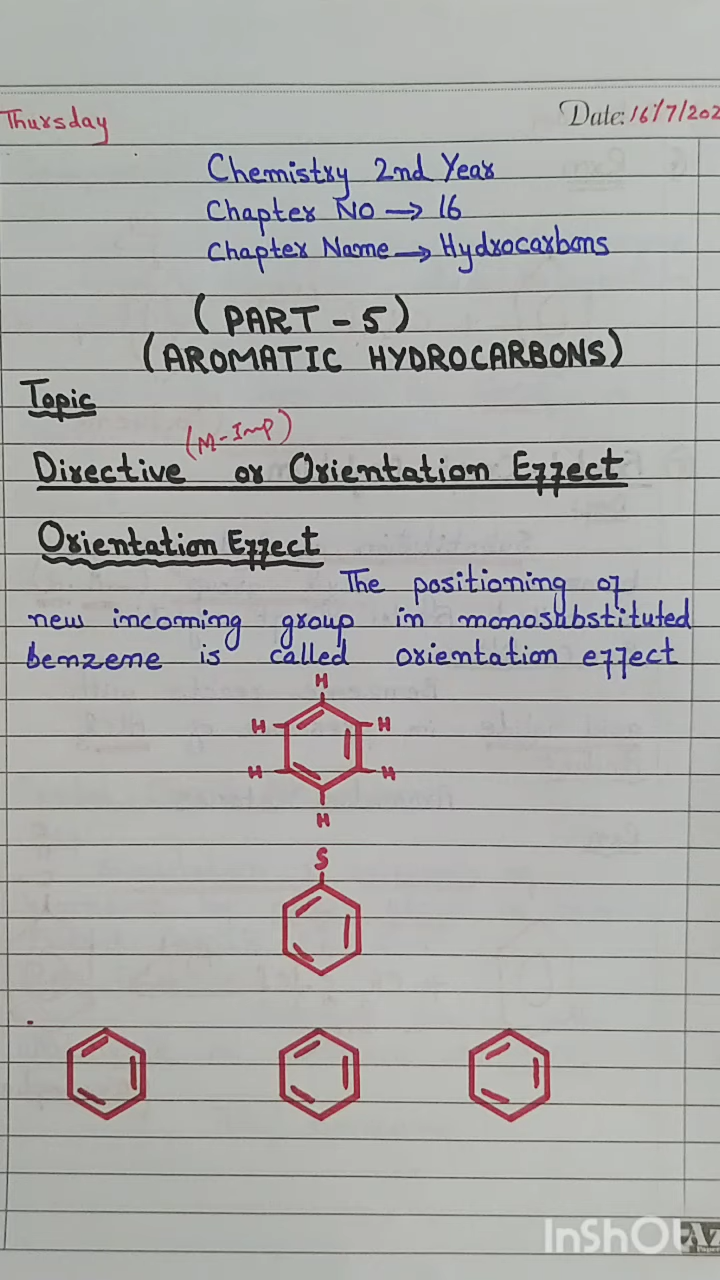 Thursday
Date: 16/7/202
Chemistry 2nd Year
Chapter No → 16
Chapter Name → Hydrocarbons
(PART - 5)
(AROMATIC HYDROCARBONS)
Topic
(M-Imp)
Directive or Orientation Effect
Orientation Effect
The positioning of
new incoming group in monosubstituted
benzene is called orientation effect
H
H H
H H
H
S
InShOt